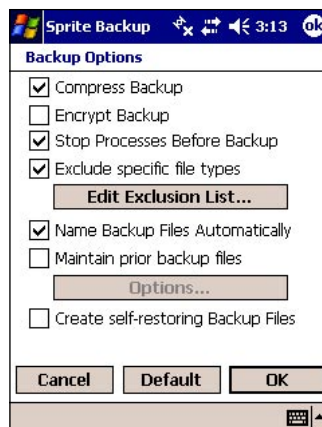 Sprite Backup 3:13 ok
Backup Options
Compress Backup
Encrypt Backup
Stop Processes Before Backup
Exclude specific file types
Edit Exclusion List...
Name Backup Files Automatically
Maintain prior backup files
Options...
Create self-restoring Backup Files
Cancel Default OK